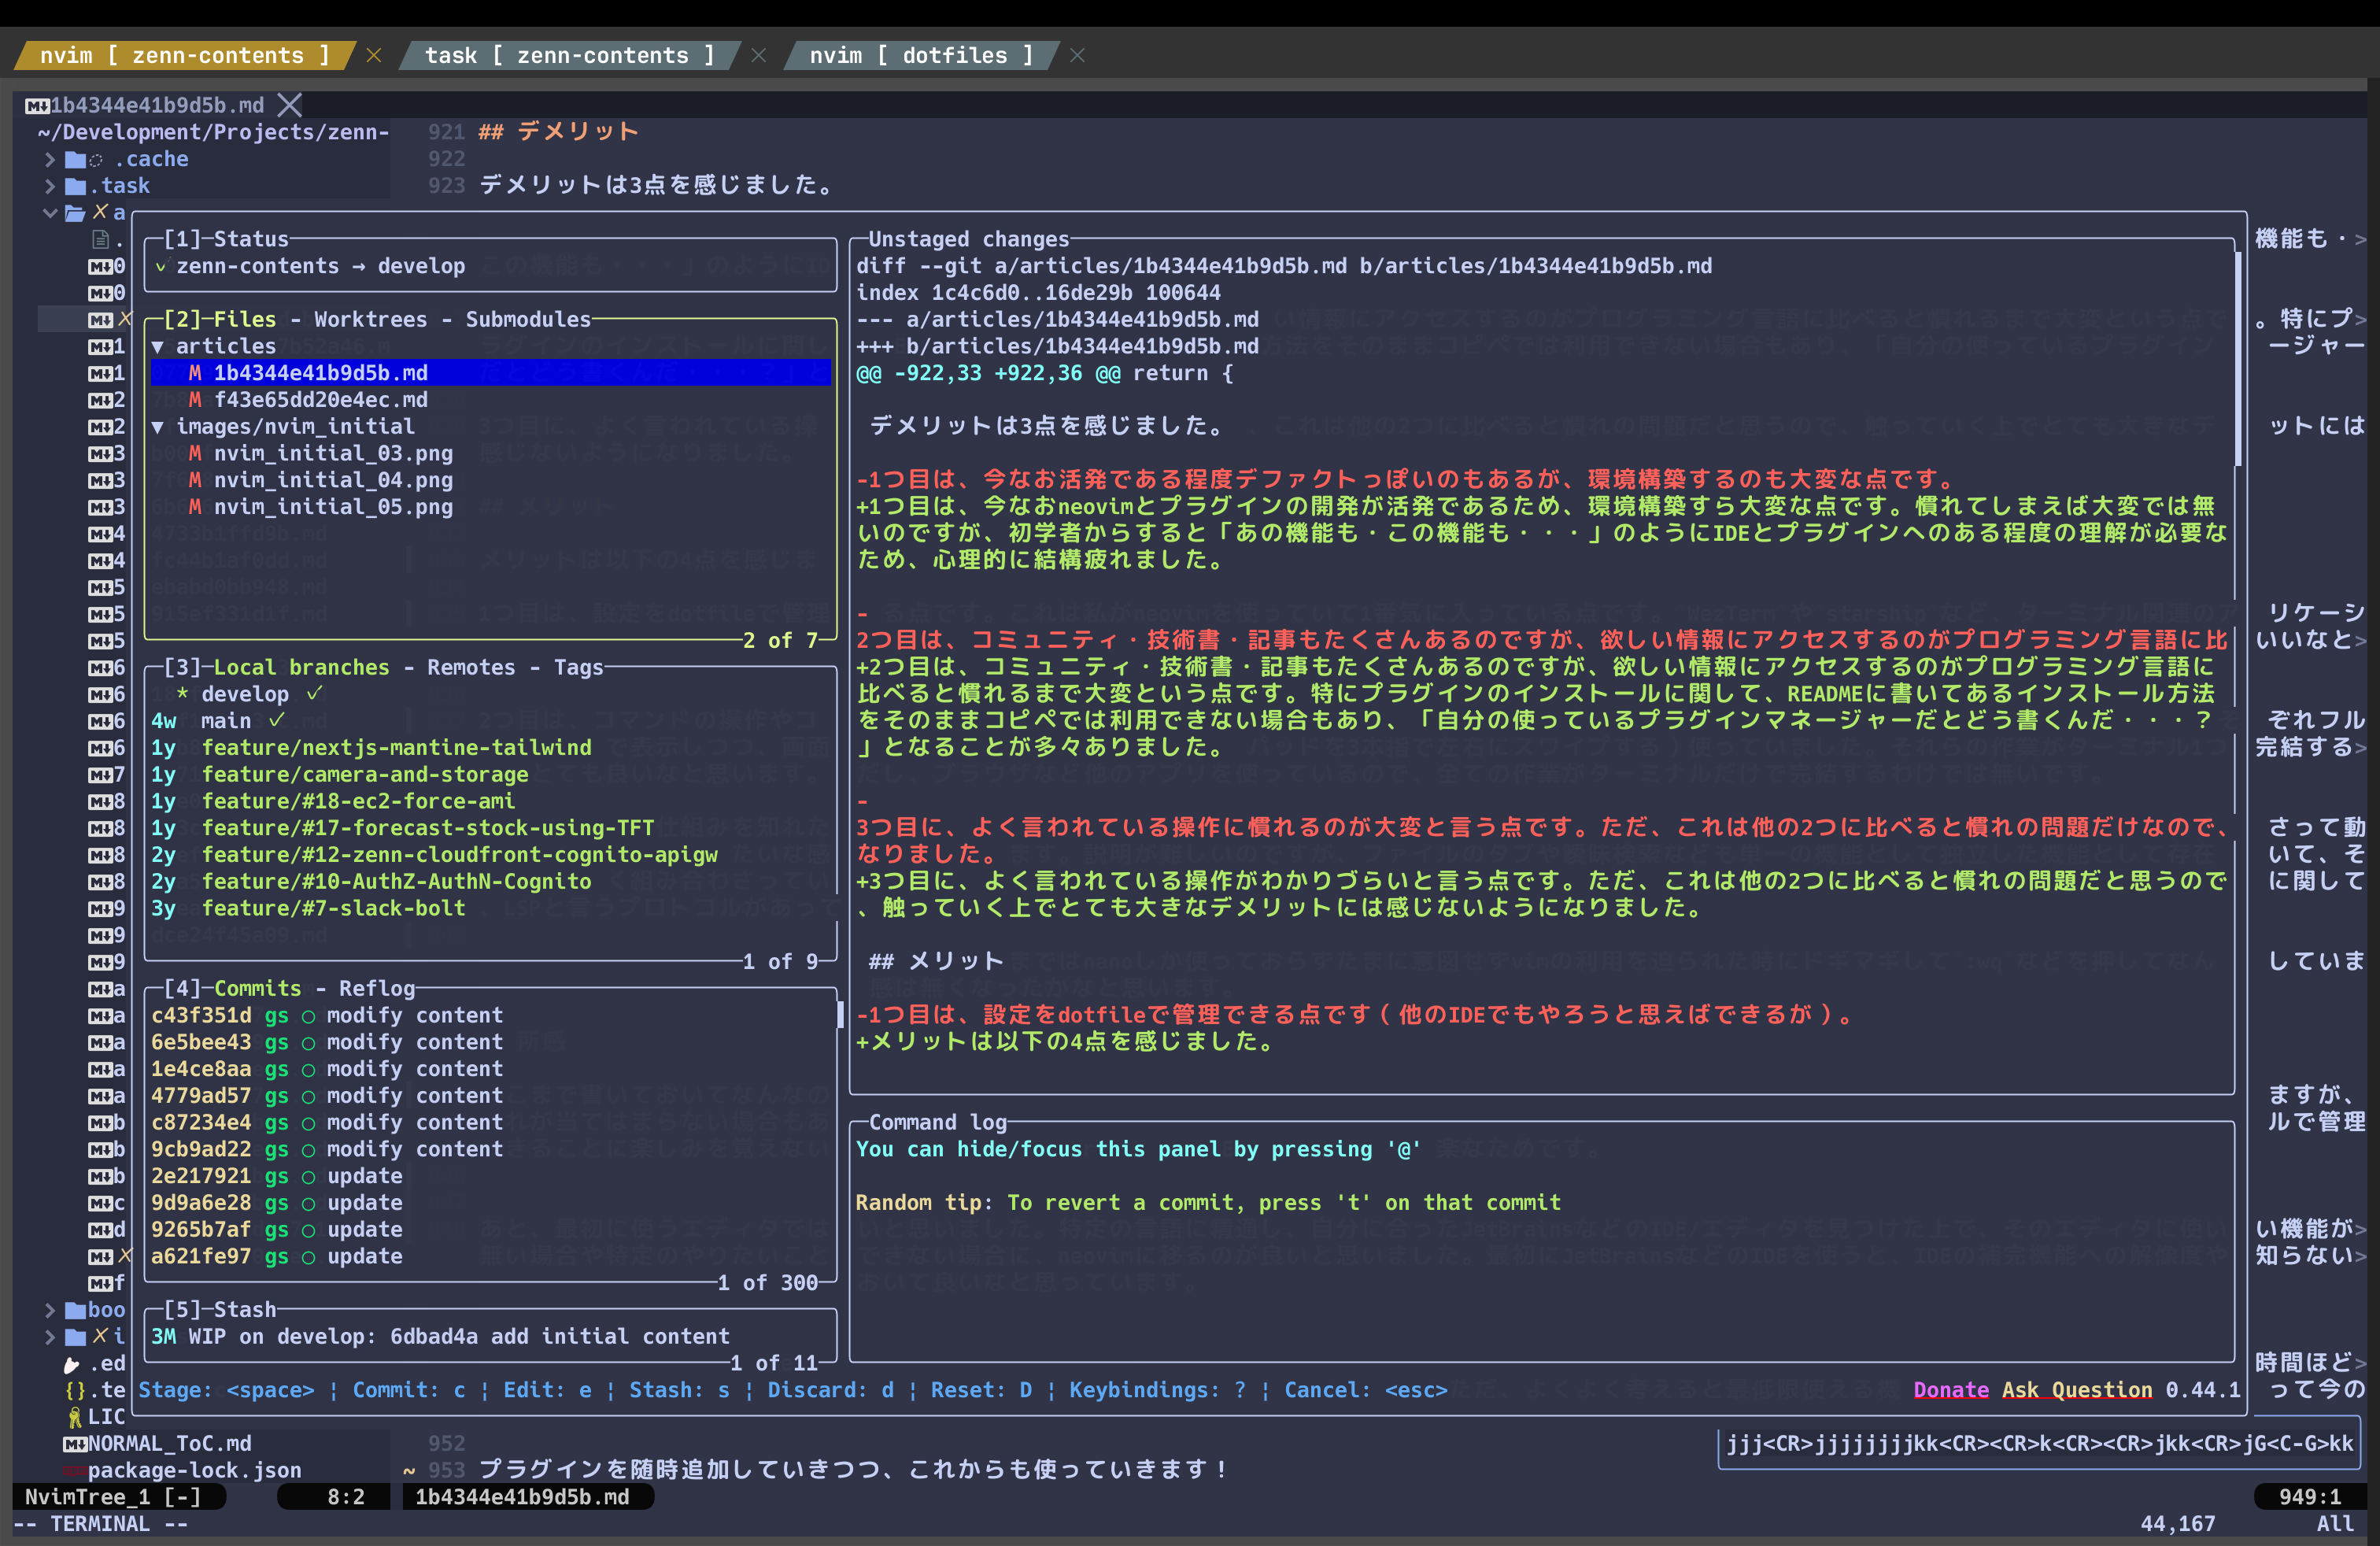 nvim [ zenn-contents ] × task [ zenn-contents ] × nvim [ dotfiles ] ×
1b4344e41b9d5b.md
~/Development/Projects/zenn-
.cache
.task
a
921 ## デメリット
922
923 デメリットは3点を感じました。
[1]─Status
✓ zenn-contents → develop
[2]─Files - Worktrees - Submodules
▼ articles
M 1b4344e41b9d5b.md
M f43e65dd20e4ec.md
▼ images/nvim_initial
M nvim_initial_03.png
M nvim_initial_04.png
M nvim_initial_05.png
2 of 7
[3]─Local branches - Remotes - Tags
* develop ✓
4w main ✓
1y feature/nextjs-mantine-tailwind
1y feature/camera-and-storage
1y feature/#18-ec2-force-ami
1y feature/#17-forecast-stock-using-TFT
2y feature/#12-zenn-cloudfront-cognito-apigw
2y feature/#10-AuthZ-AuthN-Cognito
3y feature/#7-slack-bolt
1 of 9
[4]─Commits - Reflog
c43f351d gs ○ modify content
6e5bee43 gs ○ modify content
1e4ce8aa gs ○ modify content
4779ad57 gs ○ modify content
c87234e4 gs ○ modify content
9cb9ad22 gs ○ modify content
2e217921 gs ○ update
9d9a6e28 gs ○ update
9265b7af gs ○ update
a621fe97 gs ○ update
1 of 300
[5]─Stash
3M WIP on develop: 6dbad4a add initial content
1 of 11
Unstaged changes
diff --git a/articles/1b4344e41b9d5b.md b/articles/1b4344e41b9d5b.md
index 1c4c6d0..16de29b 100644
--- a/articles/1b4344e41b9d5b.md
+++ b/articles/1b4344e41b9d5b.md
@@ -922,33 +922,36 @@ return {
デメリットは3点を感じました。
-1つ目は、今なお活発である程度デファクトっぽいのもあるが、環境構築するのも大変な点です。
+1つ目は、今なおneovimとプラグインの開発が活発であるため、環境構築すら大変な点です。慣れてしまえば大変では無
いのですが、初学者からすると「あの機能も・この機能も・・・」のようにIDEとプラグインへのある程度の理解が必要な
ため、心理的に結構疲れました。
-
2つ目は、コミュニティ・技術書・記事もたくさんあるのですが、欲しい情報にアクセスするのがプログラミング言語に比
+2つ目は、コミュニティ・技術書・記事もたくさんあるのですが、欲しい情報にアクセスするのがプログラミング言語に
比べると慣れるまで大変という点です。特にプラグインのインストールに関して、READMEに書いてあるインストール方法
をそのままコピペでは利用できない場合もあり、「自分の使っているプラグインマネージャーだとどう書くんだ・・・？
」となることが多々ありました。
-
3つ目に、よく言われている操作に慣れるのが大変と言う点です。ただ、これは他の2つに比べると慣れの問題だけなので、
なりました。
+3つ目に、よく言われている操作がわかりづらいと言う点です。ただ、これは他の2つに比べると慣れの問題だと思うので
、触っていく上でとても大きなデメリットには感じないようになりました。
## メリット
-1つ目は、設定をdotfileで管理できる点です（他のIDEでもやろうと思えばできるが）。
+メリットは以下の4点を感じました。
Command log
You can hide/focus this panel by pressing '@'
Random tip: To revert a commit, press 't' on that commit
Stage: <space> ¦ Commit: c ¦ Edit: e ¦ Stash: s ¦ Discard: d ¦ Reset: D ¦ Keybindings: ? ¦ Cancel: <esc>
Donate Ask Question 0.44.1
機能も・>
。特にプ>
ージャー
ットには
リケーシ
いいなと>
ぞれフル
完結する>
さって動
いて、そ
に関して
していま
ますが、
ルで管理
い機能が>
知らない>
時間ほど>
って今の
boo
i
.ed
.te
LIC
NORMAL_ToC.md
package-lock.json
952
~ 953 プラグインを随時追加していきつつ、これからも使っていきます！
jjj<CR>jjjjjjjjkk<CR><CR>k<CR><CR>jkk<CR>jG<C-G>kk
NvimTree_1 [-] 8:2 1b4344e41b9d5b.md 949:1
-- TERMINAL -- 44,167 All